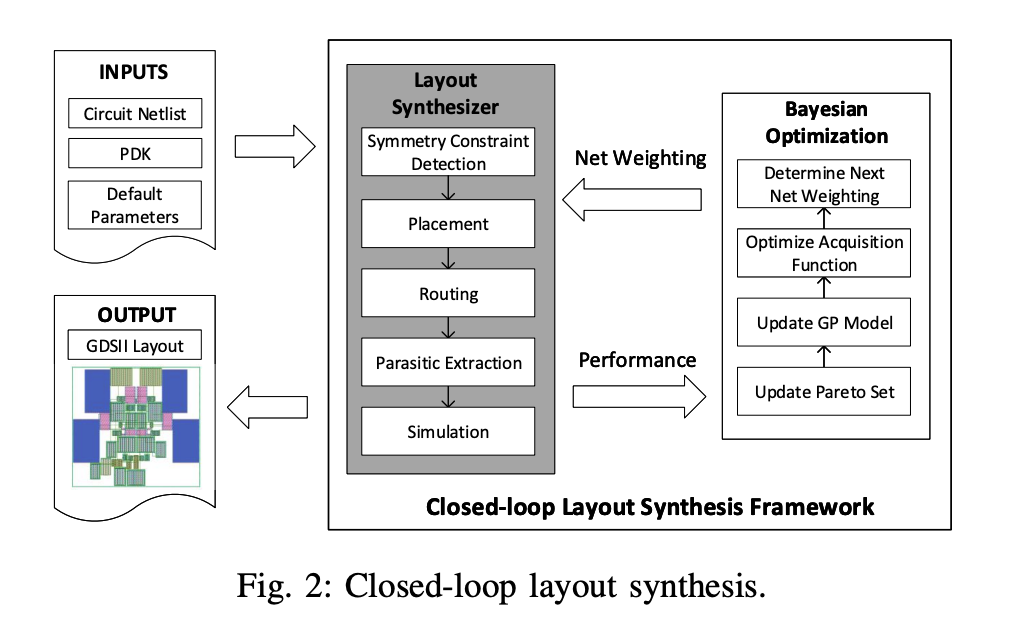 INPUTS
Circuit Netlist
PDK
Default
Parameters
OUTPUT
GDSII Layout
Layout
Synthesizer
Symmetry Constraint
Detection
Placement
Routing
Parasitic Extraction
Simulation
Net Weighting
Performance
Bayesian
Optimization
Determine Next
Net Weighting
Optimize Acquisition
Function
Update GP Model
Update Pareto Set
Closed-loop Layout Synthesis Framework
Fig. 2: Closed-loop layout synthesis.